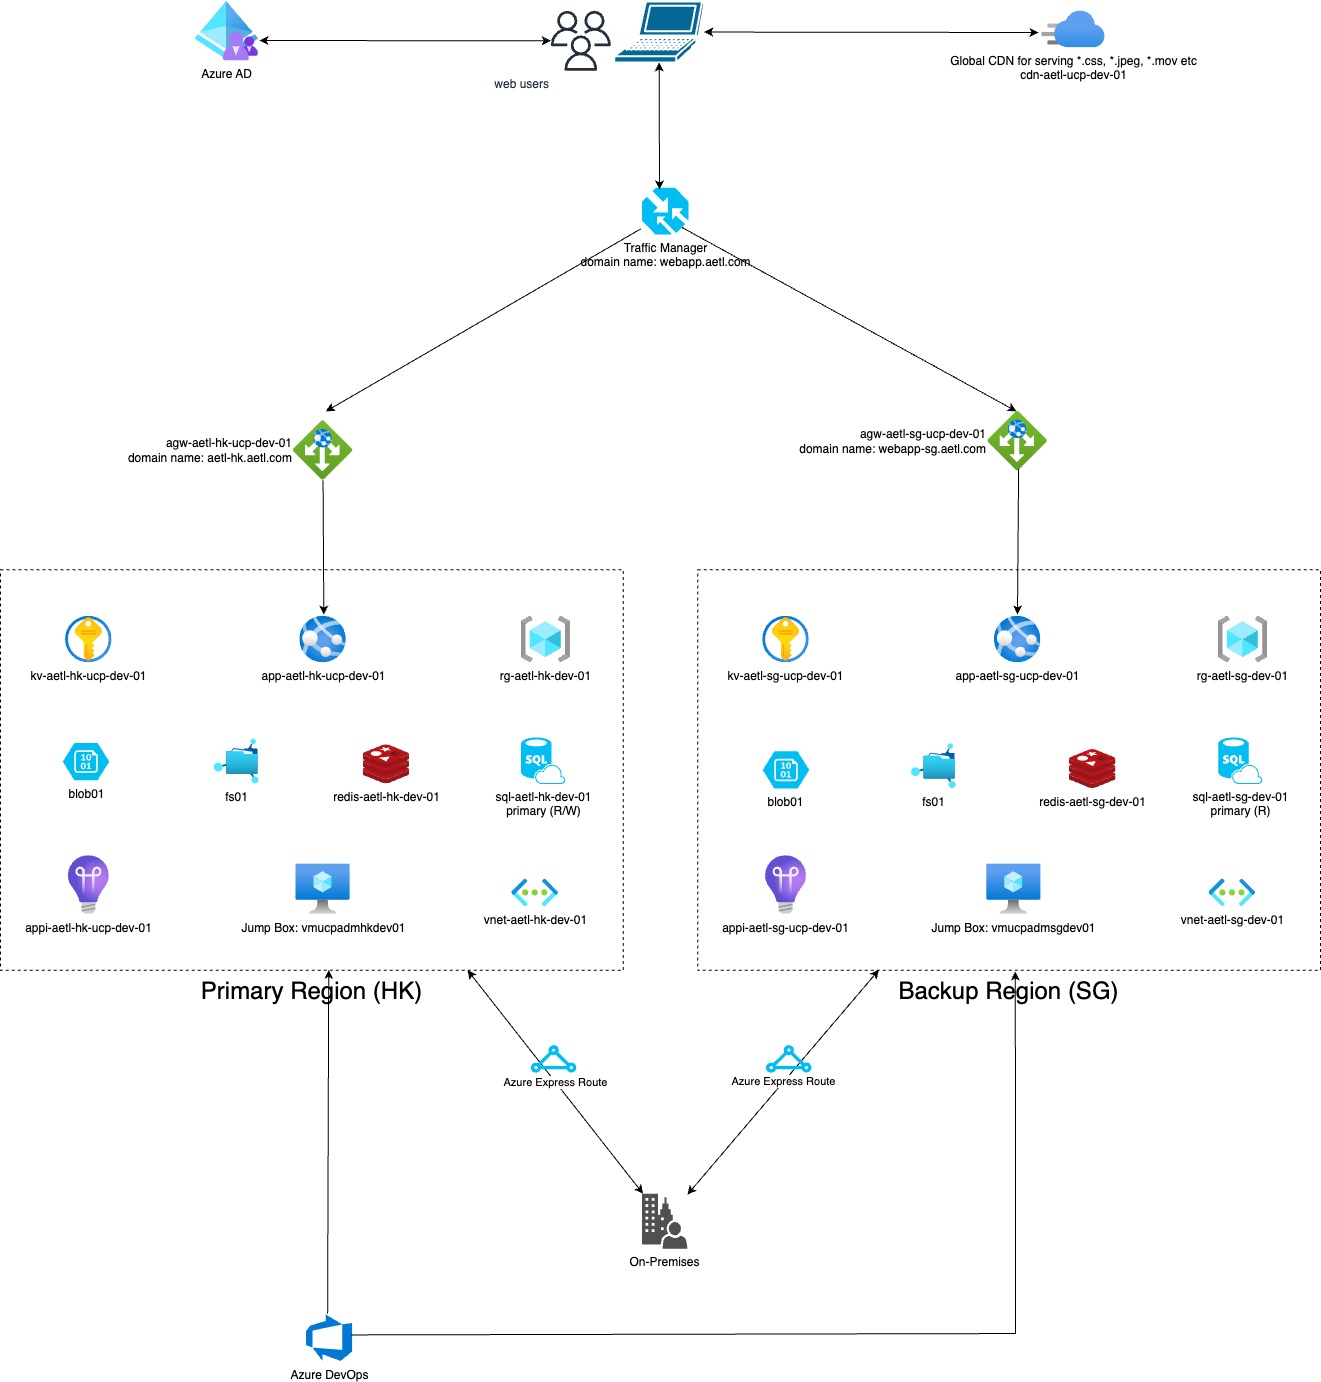 Azure AD
web users
Global CDN for serving *.css, *.jpeg, *.mov etc
cdn-aetl-ucp-dev-01
Traffic Manager
domain name: webapp.aetl.com
agw-aetl-hk-ucp-dev-01
domain name: aetl-hk.aetl.com
agw-aetl-sg-ucp-dev-01
domain name: webapp-sg.aetl.com
kv-aetl-hk-ucp-dev-01
app-aetl-hk-ucp-dev-01
rg-aetl-hk-dev-01
10
01
blob01
fs01
redis-aetl-hk-dev-01
SQL
sql-aetl-hk-dev-01
primary (R/W)
appi-aetl-hk-ucp-dev-01
Jump Box: vmucpadmhkdev01
vnet-aetl-hk-dev-01
Primary Region (HK)
kv-aetl-sg-ucp-dev-01
app-aetl-sg-ucp-dev-01
rg-aetl-sg-dev-01
10
01
blob01
fs01
redis-aetl-sg-dev-01
SQL
sql-aetl-sg-dev-01
primary (R)
appi-aetl-sg-ucp-dev-01
Jump Box: vmucpadmsgdev01
vnet-aetl-sg-dev-01
Backup Region (SG)
Azure Express Route
Azure Express Route
On-Premises
Azure DevOps